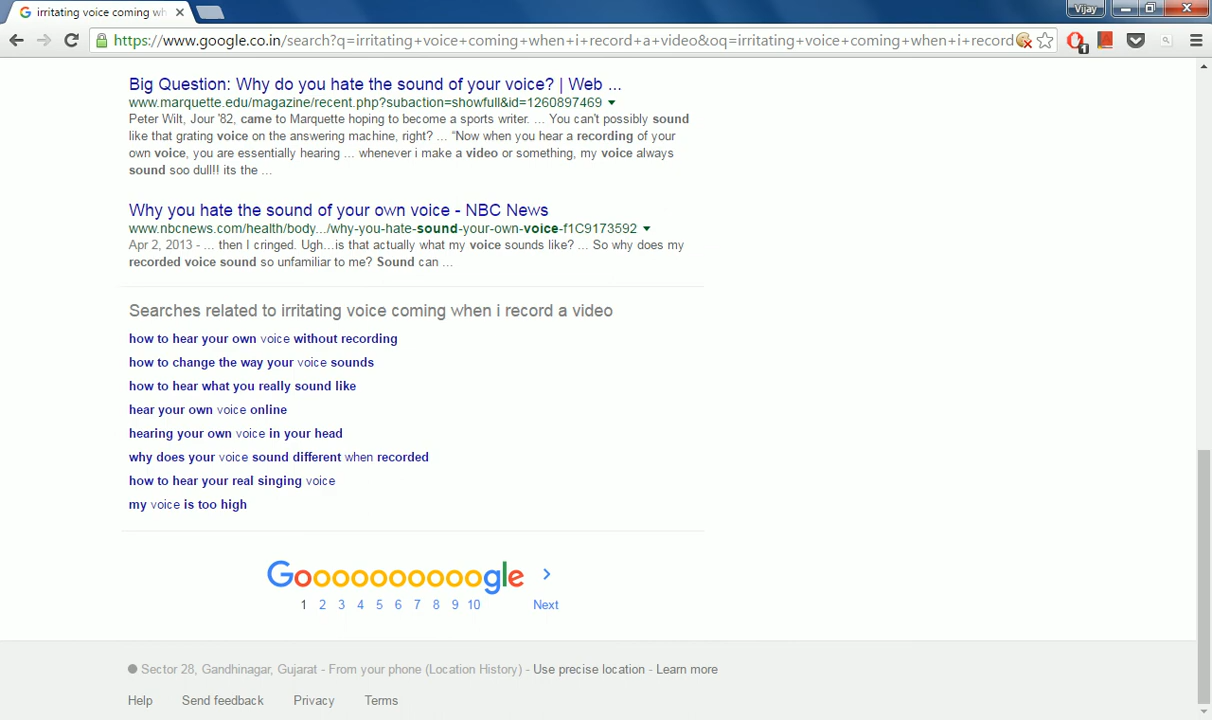 irritating voice coming wh
Vijay
https://www.google.co.in/search?q=irritating+voice+coming+when+i+record+a+video&oq=irritating+voice+coming+when+i+record
1
Big Question: Why do you hate the sound of your voice? | Web ...
www.marquette.edu/magazine/recent.php?subaction=showfull&id=1260897469
Peter Wilt, Jour '82, came to Marquette hoping to become a sports writer. ... You can't possibly sound
like that grating voice on the answering machine, right? ... “Now when you hear a recording of your
own voice, you are essentially hearing ... whenever i make a video or something, my voice always
sound soo dull!! its the ...
Why you hate the sound of your own voice - NBC News
www.nbcnews.com/health/body.../why-you-hate-sound-your-own-voice-f1C9173592
Apr 2, 2013 - ... then I cringed. Ugh...is that actually what my voice sounds like? ... So why does my
recorded voice sound so unfamiliar to me? Sound can ...
Searches related to irritating voice coming when i record a video
how to hear your own voice without recording
how to change the way your voice sounds
how to hear what you really sound like
hear your own voice online
hearing your own voice in your head
why does your voice sound different when recorded
how to hear your real singing voice
my voice is too high
Goooooooooogle >
1 2 3 4 5 6 7 8 9 10 Next
Sector 28, Gandhinagar, Gujarat - From your phone (Location History) - Use precise location - Learn more
Help Send feedback Privacy Terms